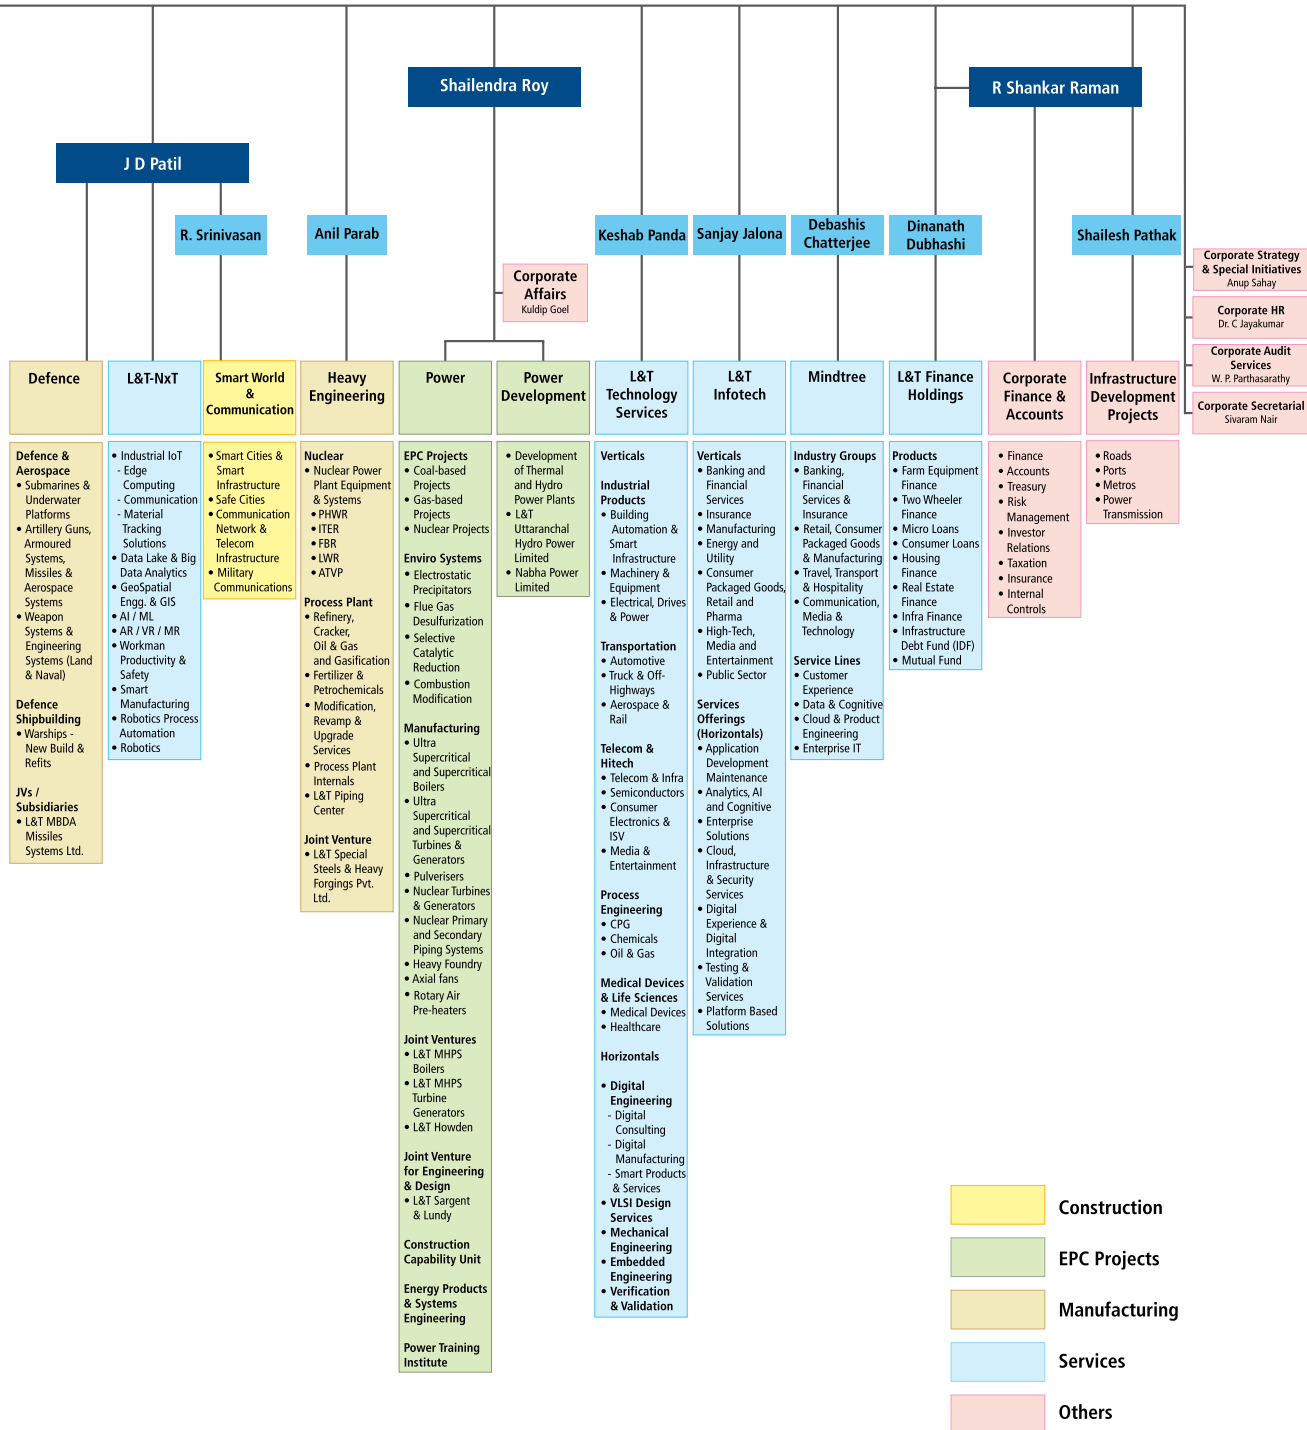 Shailendra Roy
R Shankar Raman
J D Patil
R. Srinivasan
Anil Parab
Keshab Panda
Sanjay Jalona
Debashis
Chatterjee
Dinanath
Dubhashi
Shailesh Pathak
Corporate
Affairs
Kuldip Goel
Corporate Strategy
& Special Initiatives
Anup Sahay
Corporate HR
Dr. C Jayakumar
Corporate Audit
Services
W. P. Parthasarathy
Corporate Secretarial
Sivaram Nair
Defence
L&T-NxT
Smart World
&
Communication
Heavy
Engineering
Power
Power
Development
L&T
Technology
Services
L&T
Infotech
Mindtree
L&T Finance
Holdings
Corporate
Finance &
Accounts
Infrastructure
Development
Projects
Defence &
Aerospace
• Submarines &
Underwater
Platforms
• Artillery Guns,
Armoured
Systems,
Missiles &
Aerospace
Systems
• Weapon
Systems &
Engineering
Systems (Land
& Naval)
Defence
Shipbuilding
• Warships -
New Build &
Refits
JVs /
Subsidiaries
• L&T MBDA
Missiles
Systems Ltd.
• Industrial IoT
- Edge
Computing
- Communication
- Material
Tracking
Solutions
• Data Lake & Big
Data Analytics
• GeoSpatial
Engg. & GIS
• AI / ML
• AR / VR / MR
• Workman
Productivity &
Safety
• Smart
Manufacturing
• Robotics Process
Automation
• Robotics
• Smart Cities &
Smart
Infrastructure
• Safe Cities
• Communication
Network &
Telecom
Infrastructure
• Military
Communications
Nuclear
• Nuclear Power
Plant Equipment
& Systems
• PHWR
• ITER
• FBR
• LWR
• ATVP
Process Plant
• Refinery,
Cracker,
Oil & Gas
and Gasification
• Fertilizer &
Petrochemicals
• Modification,
Revamp &
Upgrade
Services
• Process Plant
Internals
• L&T Piping
Center
Joint Venture
• L&T Special
Steels & Heavy
Forgings Pvt.
Ltd.
EPC Projects
• Coal-based
Projects
• Gas-based
Projects
• Nuclear Projects
Enviro Systems
• Electrostatic
Precipitators
• Flue Gas
Desulfurization
• Selective
Catalytic
Reduction
• Combustion
Modification
Manufacturing
• Ultra
Supercritical
and Supercritical
Boilers
• Ultra
Supercritical
and Supercritical
Turbines &
Generators
• Pulverisers
• Nuclear Turbines
& Generators
• Nuclear Primary
and Secondary
Piping Systems
• Heavy Foundry
• Axial fans
• Rotary Air
Pre-heaters
Joint Ventures
• L&T MHPS
Boilers
• L&T MHPS
Turbine
Generators
• L&T Howden
Joint Venture
for Engineering
& Design
• L&T Sargent
& Lundy
Construction
Capability Unit
Energy Products
& Systems
Engineering
Power Training
Institute
• Development
of Thermal
and Hydro
Power Plants
• L&T
Uttaranchal
Hydro Power
Limited
• Nabha Power
Limited
Verticals
Industrial
Products
• Building
Automation &
Smart
Infrastructure
• Machinery &
Equipment
• Electrical, Drives
& Power
Transportation
• Automotive
• Truck & Off-
Highways
• Aerospace &
Rail
Telecom &
Hitech
• Telecom & Infra
• Semiconductors
• Consumer
Electronics &
ISV
• Media &
Entertainment
Process
Engineering
• CPG
• Chemicals
• Oil & Gas
Medical Devices
& Life Sciences
• Medical Devices
• Healthcare
Horizontals
• Digital
Engineering
- Digital
Consulting
- Digital
Manufacturing
- Smart Products
& Services
• VLSI Design
Services
• Mechanical
Engineering
• Embedded
Engineering
• Verification
& Validation
Verticals
• Banking and
Financial
Services
• Insurance
• Manufacturing
• Energy and
Utility
• Consumer
Packaged Goods,
Retail and
Pharma
• High-Tech,
Media and
Entertainment
• Public Sector
Services
Offerings
(Horizontals)
• Application
Development
Maintenance
• Analytics, AI
and Cognitive
• Enterprise
Solutions
• Cloud,
Infrastructure
& Security
Services
• Digital
Experience &
Digital
Integration
• Testing &
Validation
Services
• Platform Based
Solutions
Industry Groups
• Banking,
Financial
Services &
Insurance
• Retail, Consumer
Packaged Goods
& Manufacturing
• Travel, Transport
& Hospitality
• Communication,
Media &
Technology
Service Lines
• Customer
Experience
• Data & Cognitive
• Cloud & Product
Engineering
• Enterprise IT
Products
• Farm Equipment
Finance
• Two Wheeler
Finance
• Micro Loans
• Consumer Loans
• Housing
Finance
• Real Estate
Finance
• Infra Finance
• Infrastructure
Debt Fund (IDF)
• Mutual Fund
• Finance
• Accounts
• Treasury
• Risk
Management
• Investor
Relations
• Taxation
• Insurance
• Internal
Controls
• Roads
• Ports
• Metros
• Power
Transmission
Construction
EPC Projects
Manufacturing
Services
Others